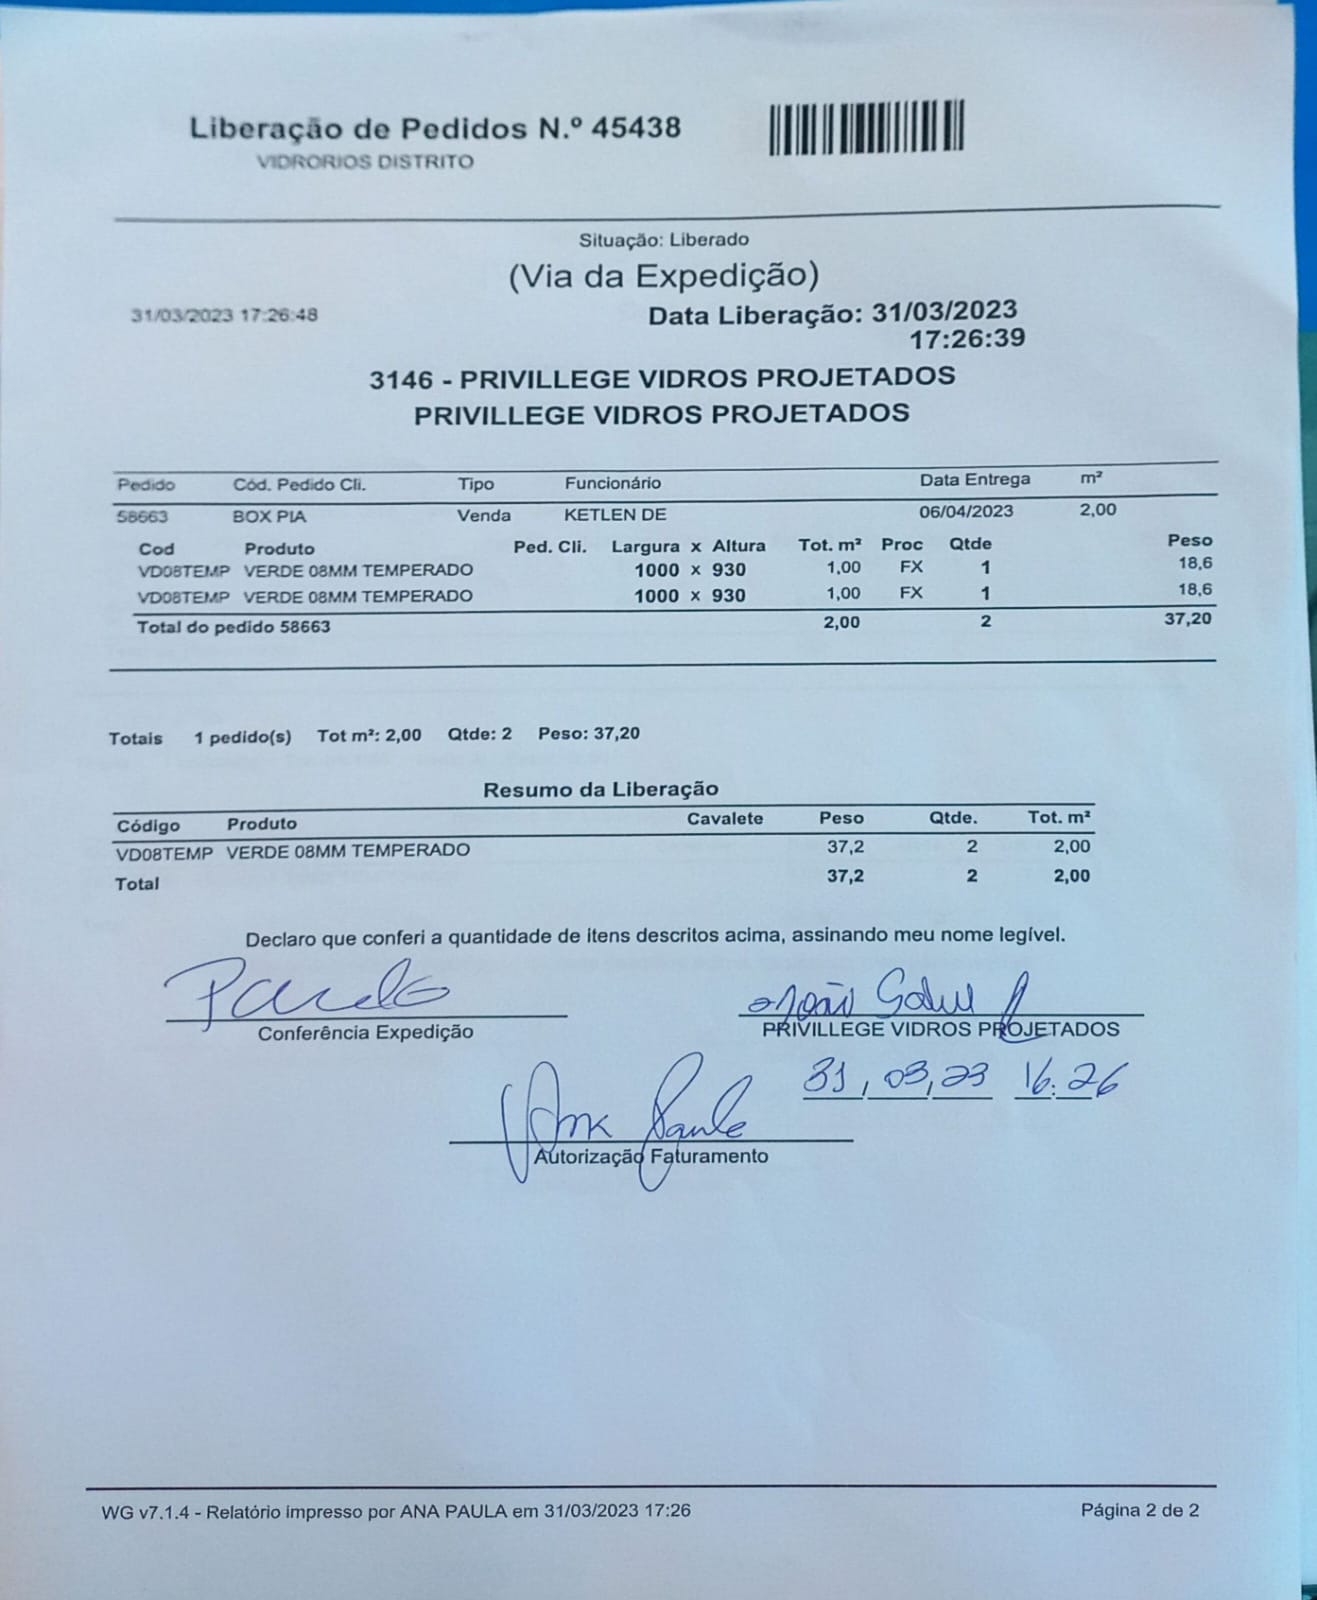 Liberação de Pedidos N.º 45438
VIDRORIOS DISTRITO
Situação: Liberado
(Via da Expedição)
31/03/2023 17:26:48
Data Liberação: 31/03/2023
17:26:39
3146 - PRIVILLEGE VIDROS PROJETADOS
PRIVILLEGE VIDROS PROJETADOS
Pedido Cód. Pedido Cli. Tipo Funcionário Data Entrega m²
58663 BOX PIA Venda KETLEN DE 06/04/2023 2,00
Cod Produto Ped. Cli. Largura x Altura Tot. m² Proc Qtde Peso
VD08TEMP VERDE 08MM TEMPERADO 1000 x 930 1,00 FX 1 18,6
VD08TEMP VERDE 08MM TEMPERADO 1000 x 930 1,00 FX 1 18,6
Total do pedido 58663 2,00 2 37,20
Totais 1 pedido(s) Tot m²: 2,00 Qtde: 2 Peso: 37,20
Resumo da Liberação
Código Produto Cavalete Peso Qtde. Tot. m²
VD08TEMP VERDE 08MM TEMPERADO 37,2 2 2,00
Total 37,2 2 2,00
Declaro que conferi a quantidade de itens descritos acima, assinando meu nome legível.
João
Conferência Expedição PRIVILLEGE VIDROS PROJETADOS
31, 03, 23 16:26
Ana Paula
Autorização Faturamento
WG v7.1.4 - Relatório impresso por ANA PAULA em 31/03/2023 17:26
Página 2 de 2